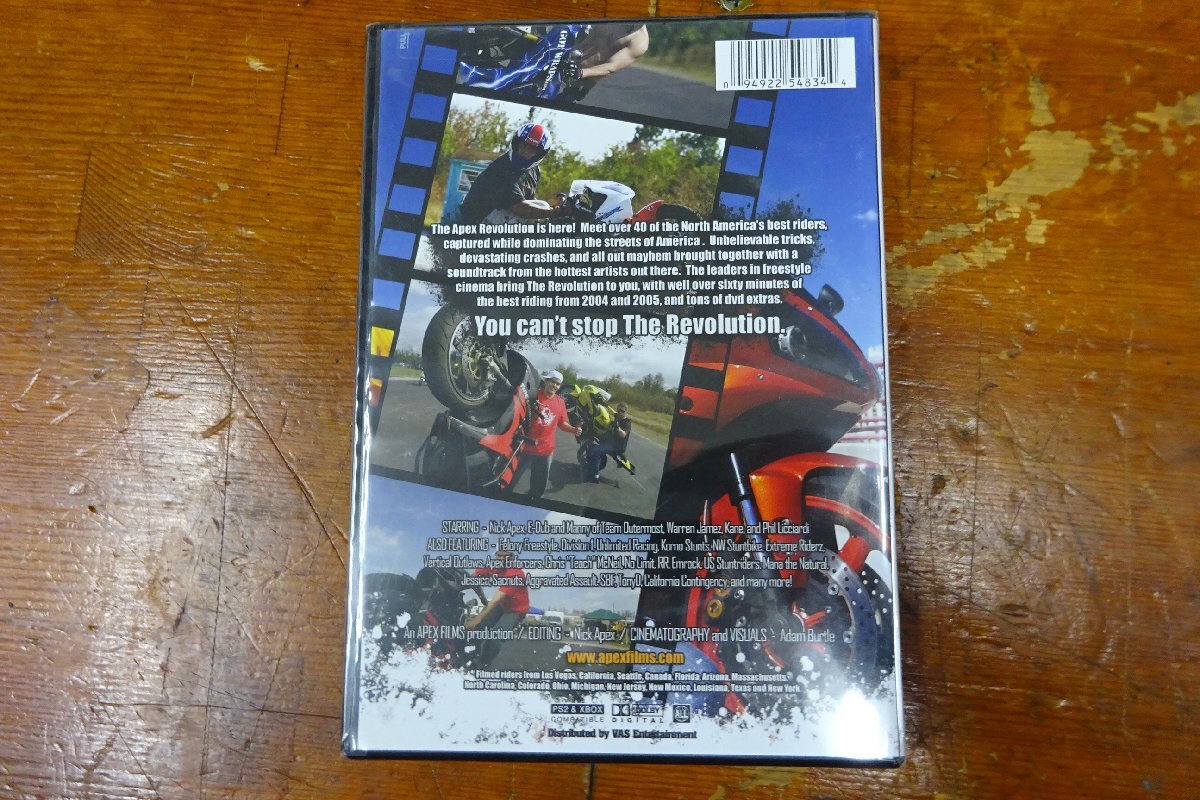 PULL
GOT WRAPS
n 94922 54834 4
The Apex Revolution is here! Meet over 40 of the North America's best riders,
captured while dominating the streets of America . Unbelievable tricks,
devastating crashes, and all out mayhem brought together with a
soundtrack from the hottest artists out there. The leaders in freestyle
cinema bring The Revolution to you, with well over sixty minutes of
the best riding from 2004 and 2005, and tons of dvd extras.
You can't stop The Revolution.
STARRING - Nick Apex, E-Dub and Manny of Team Outermost, Warren Jamez, Kane, and Phil Licciardi
ALSO FEATURING - Felony Freestyle, Division 1, Unlimited Racing, Komo Stunts, NW Stuntbike, Extreme Riderz,
Vertical Outlaws, Apex Enforcers, Chris "Teach" McNeil, No Limit, RR, Emrock, US Stuntriders, Maria the Natural,
Jessica, Sacnuts, Aggravated Assault, SBF, Tony D, California Contingency, and many more!
An APEX FILMS production / EDITING - Nick Apex / CINEMATOGRAPHY and VISUALS - Adam Burtle
www.apexfilms.com
* Filmed riders from Las Vegas, California, Seattle, Canada, Florida, Arizona, Massachusetts,
North Carolina, Colorado, Ohio, Michigan, New Jersey, New Mexico, Louisiana, Texas and New York
PS2 & XBOX COMPATIBLE DOLBY DIGITAL
Distributed by VAS Entertainment